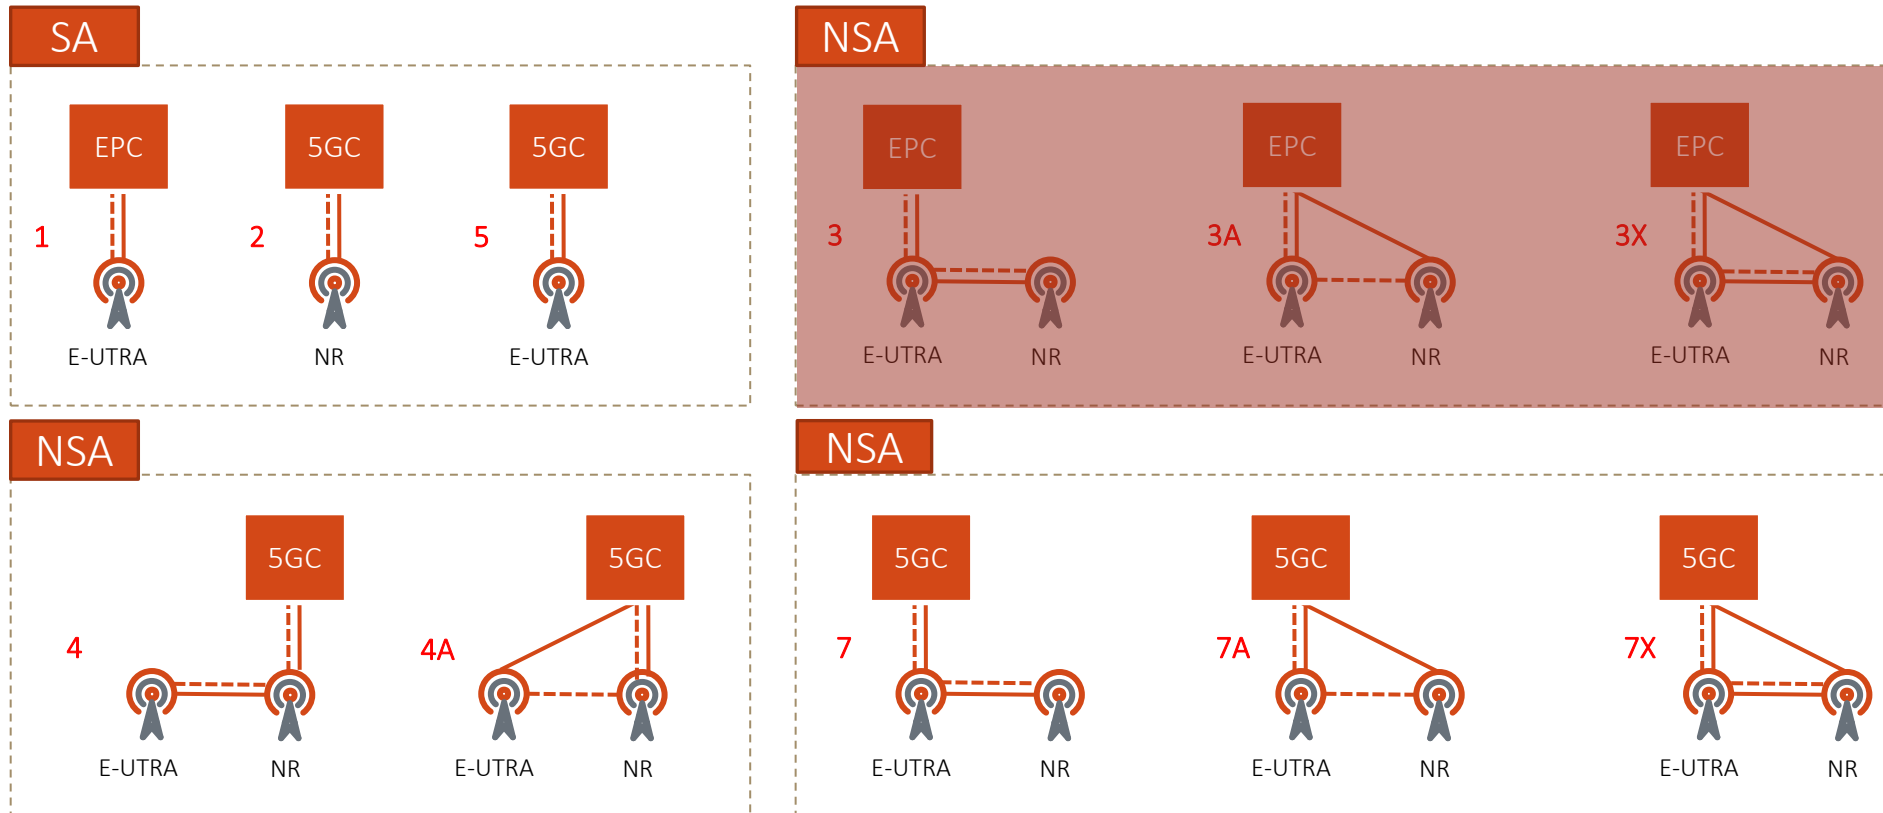 SA
EPC
5GC
5GC
1
2
5
E-UTRA
NR
E-UTRA
NSA
EPC
EPC
EPC
3
3A
3X
E-UTRA
NR
E-UTRA
NR
E-UTRA
NR
NSA
5GC
5GC
4
4A
E-UTRA
NR
E-UTRA
NR
NSA
5GC
5GC
5GC
7
7A
7X
E-UTRA
NR
E-UTRA
NR
E-UTRA
NR